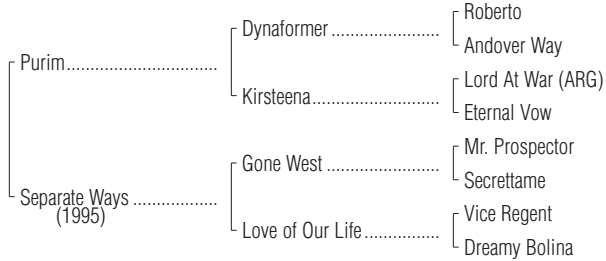 Roberto
Dynaformer
Andover Way
Purim
Lord At War (ARG)
Kirsteena
Eternal Vow
Mr. Prospector
Gone West
Secrettame
Separate Ways
(1995)
Vice Regent
Love of Our Life
Dreamy Bolina